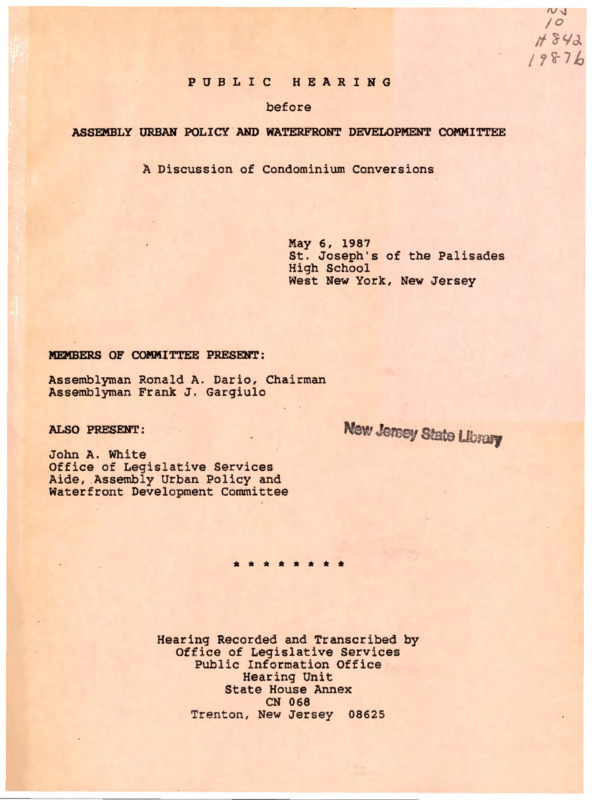 NJ
10
H842
1987b
PUBLIC HEARING
before
ASSEMBLY URBAN POLICY AND WATERFRONT DEVELOPMENT COMMITTEE
A Discussion of Condominium Conversions
May 6, 1987
St. Joseph's of the Palisades
High School
West New York, New Jersey
MEMBERS OF COMMITTEE PRESENT:
Assemblyman Ronald A. Dario, Chairman
Assemblyman Frank J. Gargiulo
ALSO PRESENT:
New Jersey State Library
John A. White
Office of Legislative Services
Aide, Assembly Urban Policy and
Waterfront Development Committee
* * * * * * * *
Hearing Recorded and Transcribed by
Office of Legislative Services
Public Information Office
Hearing Unit
State House Annex
CN 068
Trenton, New Jersey 08625